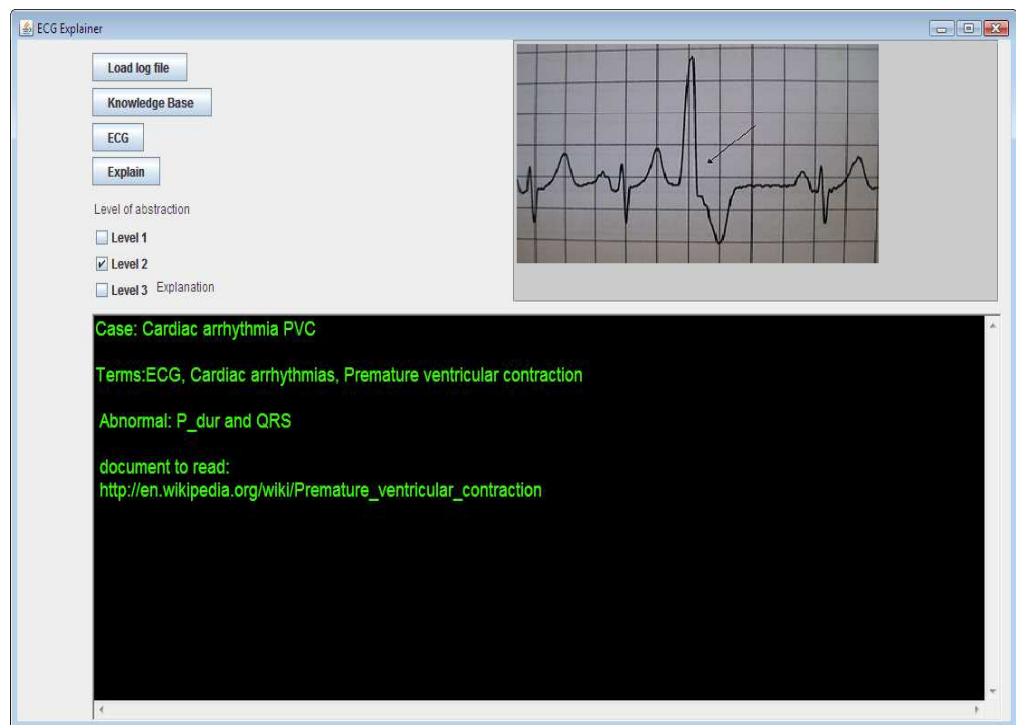 ECG Explainer
Load log file
Knowledge Base
ECG
Explain
Level of abstraction
Level 1
Level 2
Level 3 Explanation
Case: Cardiac arrhythmia PVC
Terms:ECG, Cardiac arrhythmias, Premature ventricular contraction
Abnormal: P_dur and QRS
document to read:
http://en.wikipedia.org/wiki/Premature_ventricular_contraction